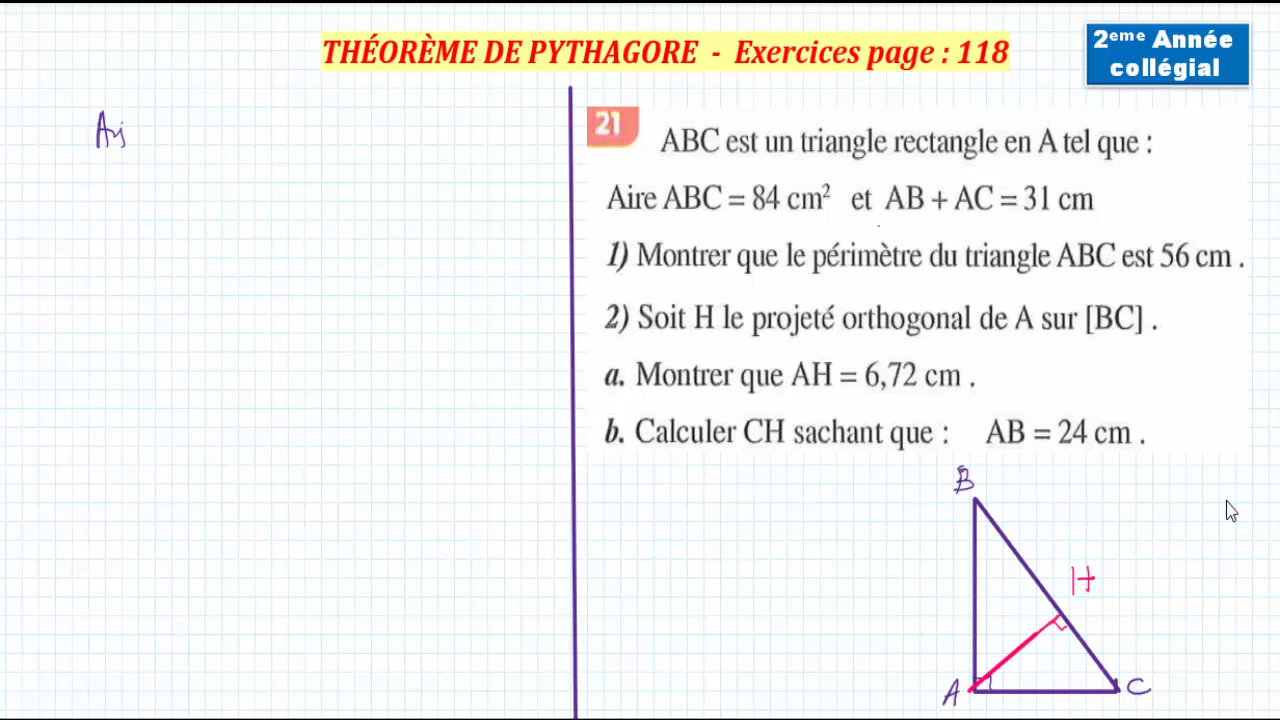 THÉORÈME DE PYTHAGORE - Exercices page : 118
2eme Année
collégial
21
ABC est un triangle rectangle en A tel que :
Aire ABC = 84 cm² et AB + AC = 31 cm
1) Montrer que le périmètre du triangle ABC est 56 cm .
2) Soit H le projeté orthogonal de A sur [BC] .
a. Montrer que AH = 6,72 cm .
b. Calculer CH sachant que : AB = 24 cm .
B
H
A
C